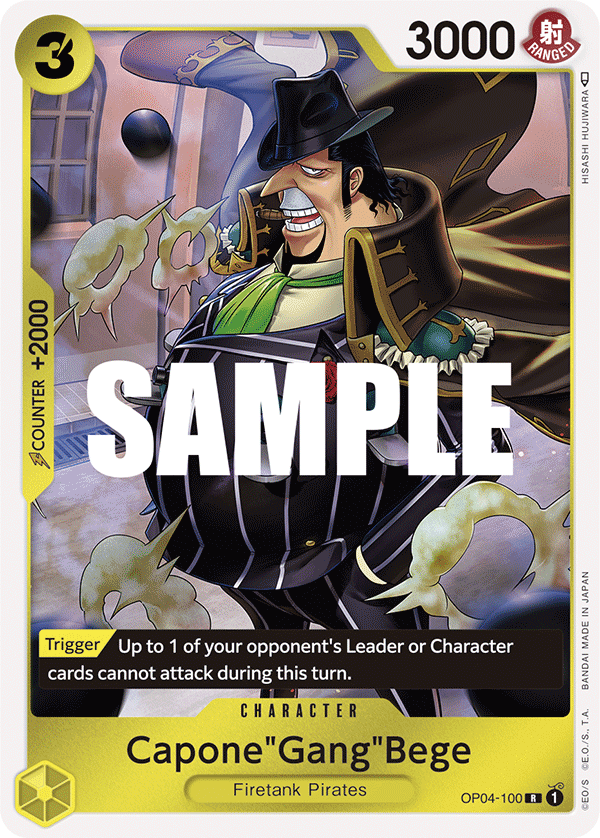 3
3000
射
RANGED
HISASHI HUJIWARA
COUNTER +2000
SAMPLE
Trigger Up to 1 of your opponent's Leader or Character
cards cannot attack during this turn.
CHARACTER
Capone"Gang"Bege
Firetank Pirates
OP04-100 R 1
©EO/S ©E.O./S., T.A. BANDAI MADE IN JAPAN